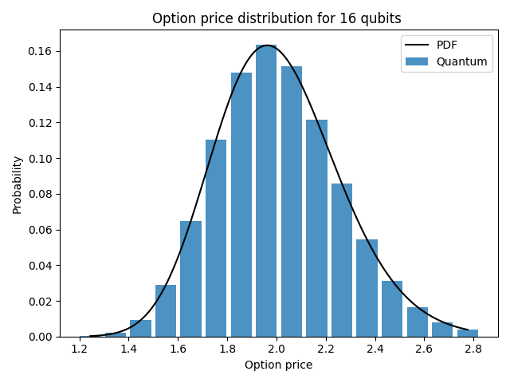 Option price distribution for 16 qubits
PDF
Quantum
Probability
0.16
0.14
0.12
0.10
0.08
0.06
0.04
0.02
0.00
1.2 1.4 1.6 1.8 2.0 2.2 2.4 2.6 2.8
Option price